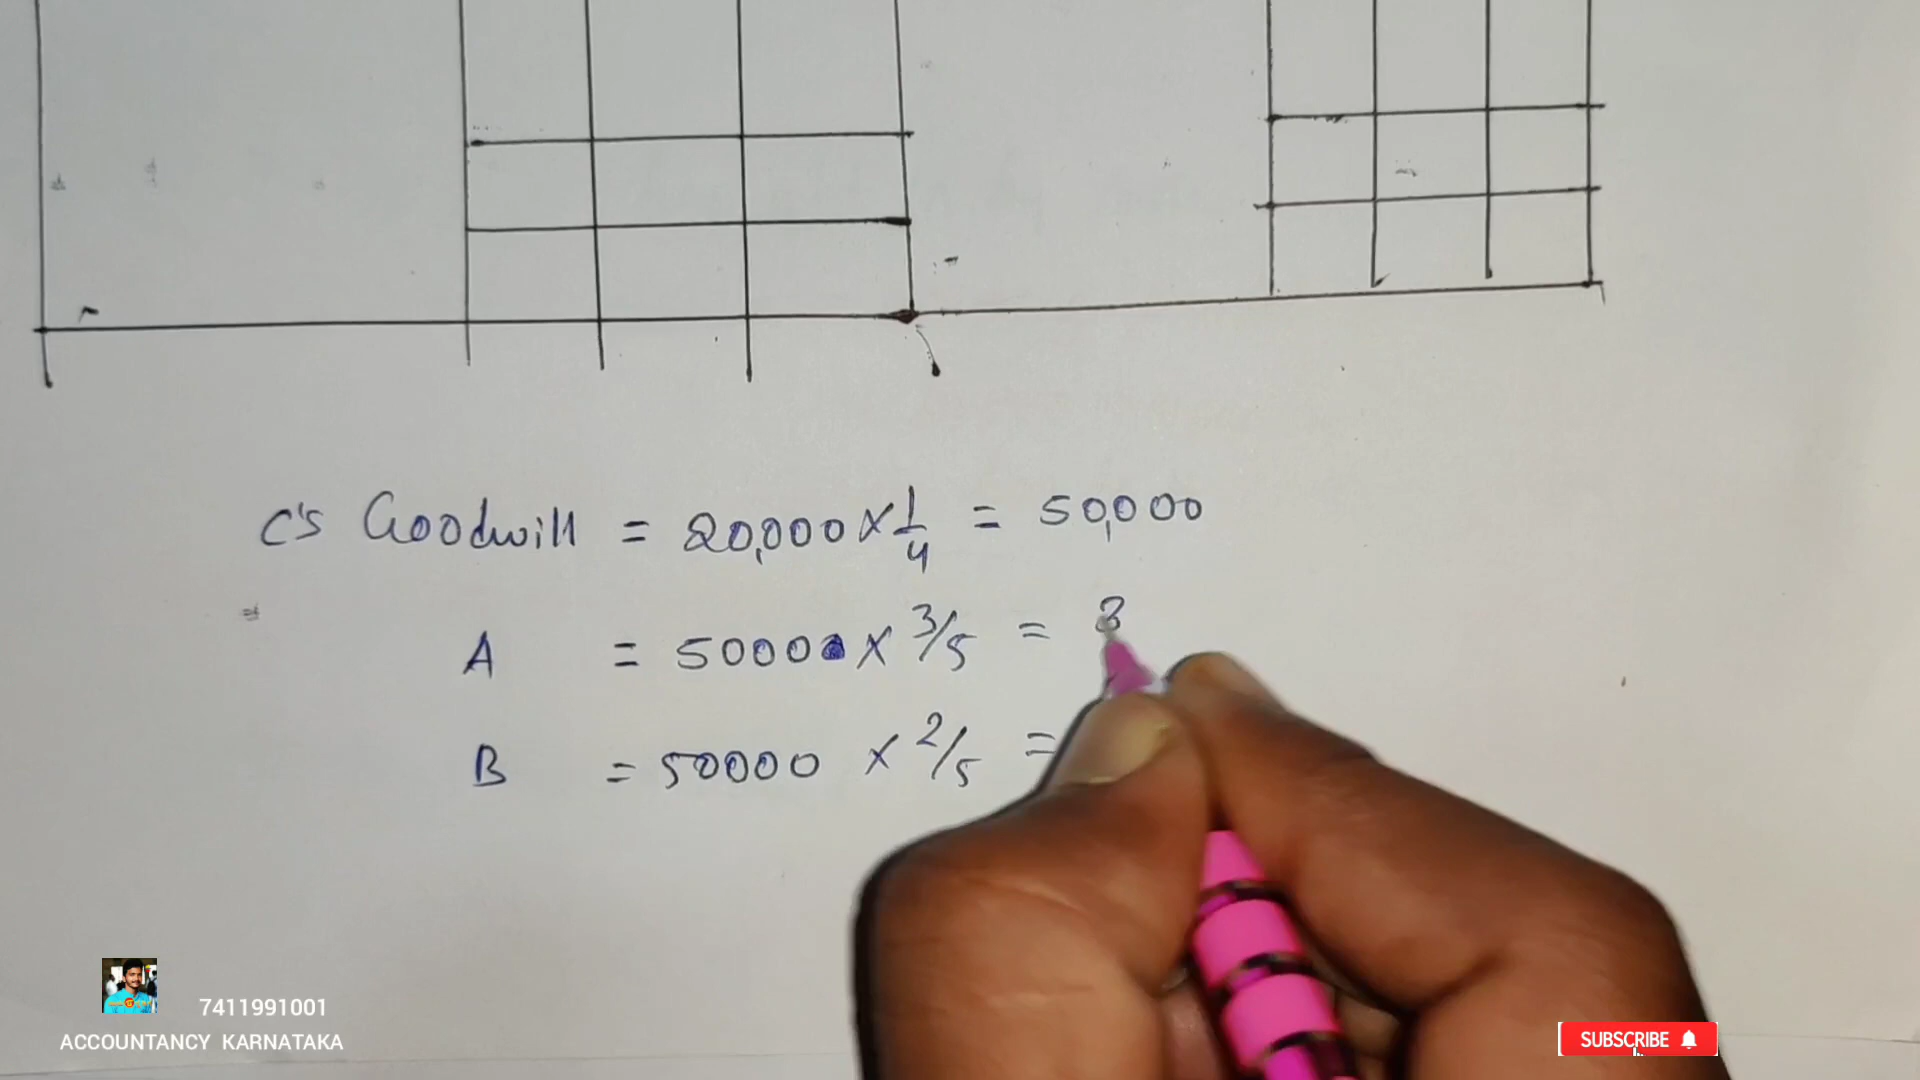 C's Goodwill = 20,000 × 1/4 = 50,000
A = 50000 × 3/5 = 3
B = 50000 × 2/5 =
7411991001
ACCOUNTANCY KARNATAKA
SUBSCRIBE